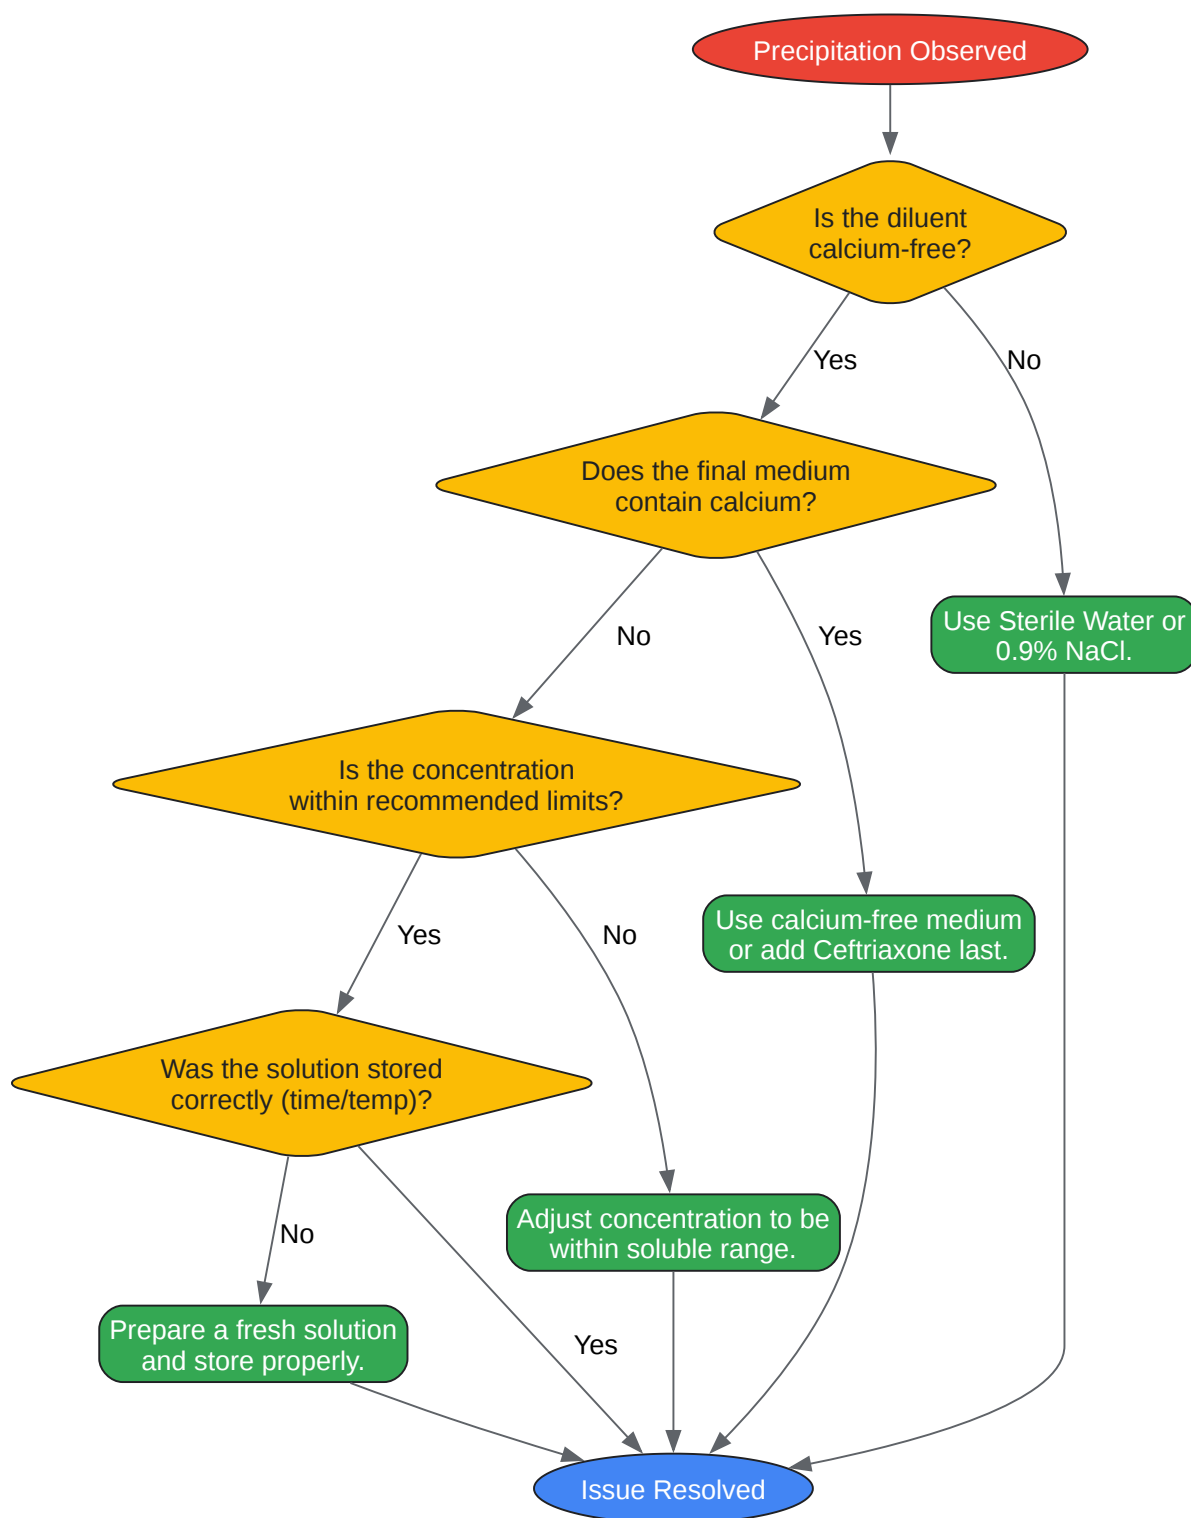 Precipitation Observed
Is the diluent
calcium-free?
Yes
No
Does the final medium
contain calcium?
No
Yes
Use Sterile Water or
0.9% NaCl.
Is the concentration
within recommended limits?
Yes
No
Use calcium-free medium
or add Ceftriaxone last.
Was the solution stored
correctly (time/temp)?
No
Adjust concentration to be
within soluble range.
Prepare a fresh solution
and store properly.
Yes
Issue Resolved